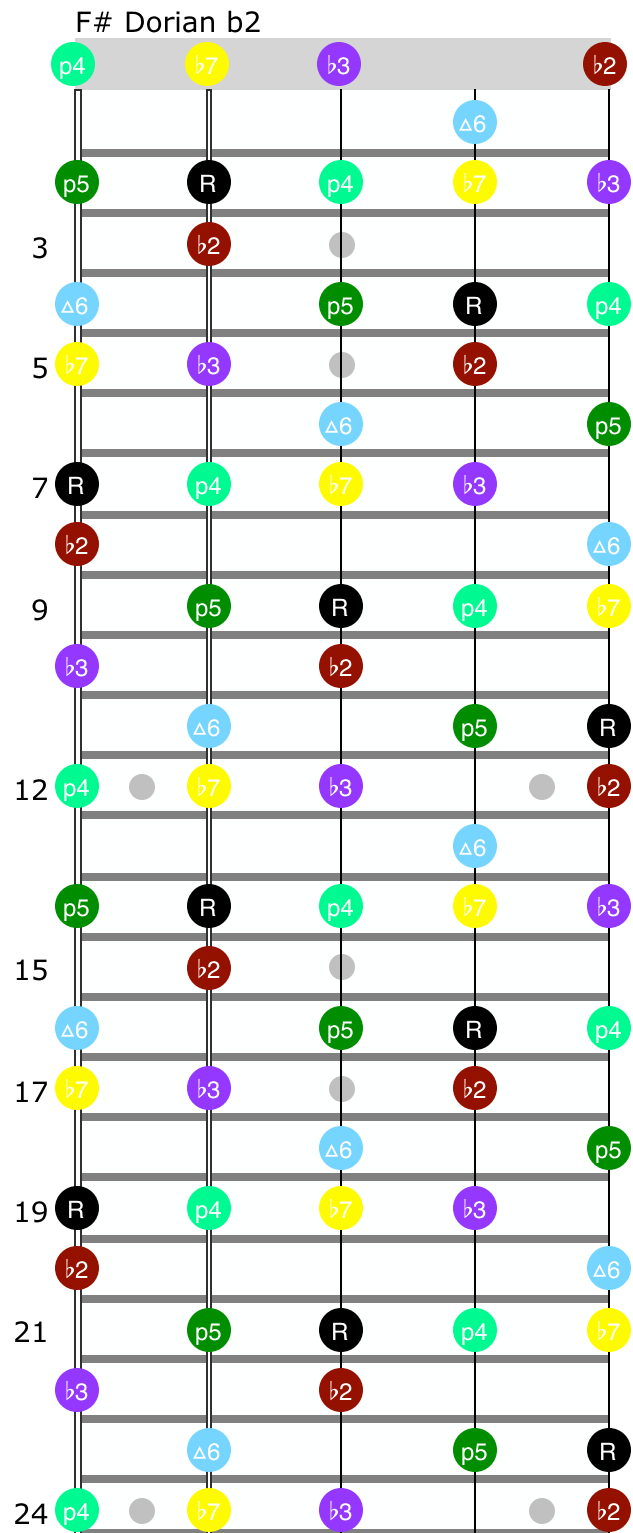 F# Dorian b2
p4 ♭7 ♭3 ♭2
▵6
p5 R p4 ♭7 ♭3
3 ♭2
▵6 p5 R p4
5 ♭7 ♭3 ♭2
▵6 p5
7 R p4 ♭7 ♭3
♭2 ▵6
9 p5 R p4 ♭7
♭3 ♭2
▵6 p5 R
12 p4 ♭7 ♭3 ♭2
▵6
p5 R p4 ♭7 ♭3
15 ♭2
▵6 p5 R p4
17 ♭7 ♭3 ♭2
▵6 p5
19 R p4 ♭7 ♭3
♭2 ▵6
21 p5 R p4 ♭7
♭3 ♭2
▵6 p5 R
24 p4 ♭7 ♭3 ♭2